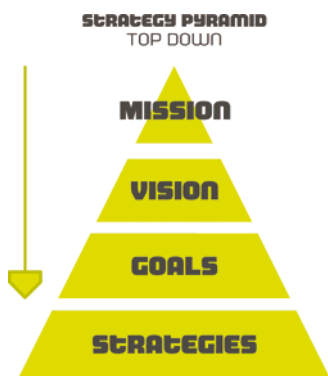 STRATEGY PYRAMID
TOP DOWN
MISSION
VISION
GOALS
STRATEGIES